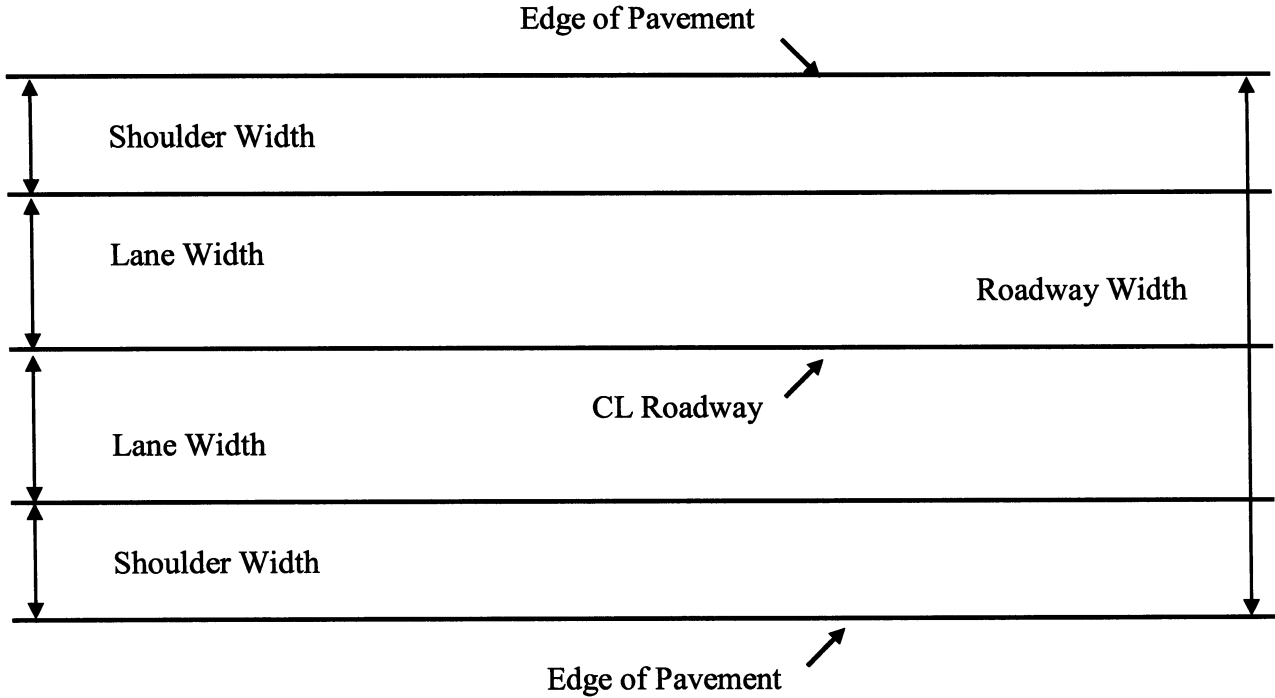 Edge of Pavement
Shoulder Width
Lane Width
Roadway Width
CL Roadway
Lane Width
Shoulder Width
Edge of Pavement